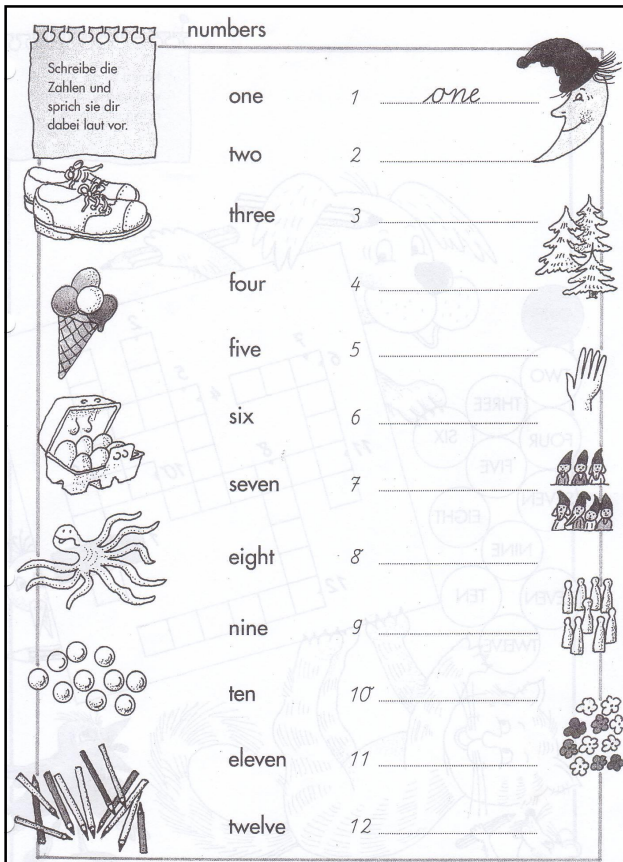 numbers
Schreibe die
Zahlen und
sprich sie dir
dabei laut vor.
one 1 one
two 2
three 3
four 4
five 5
six 6
seven 7
eight 8
nine 9
ten 10
eleven 11
twelve 12